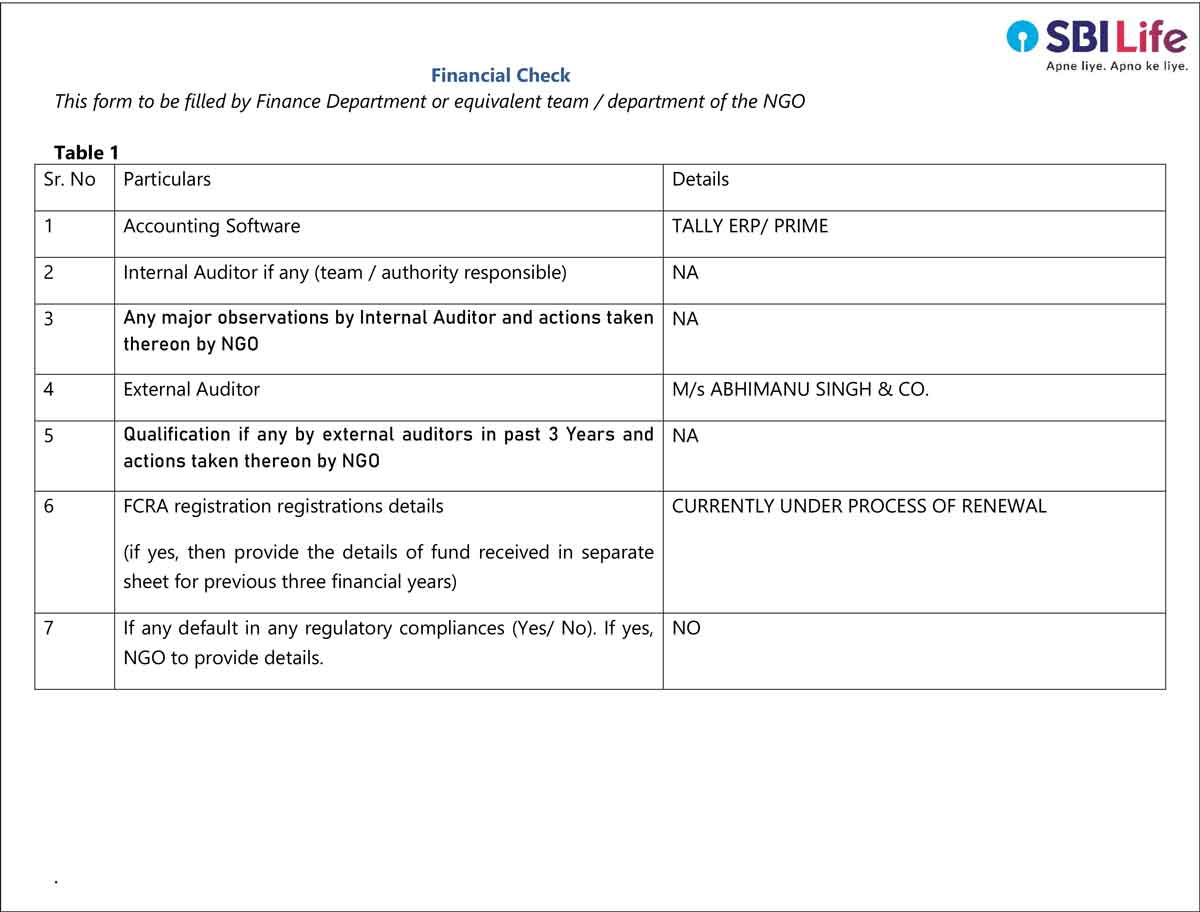 SBI Life
Apne liye. Apno ke liye.
Financial Check
This form to be filled by Finance Department or equivalent team / department of the NGO
Table 1
Sr. No Particulars Details
1 Accounting Software TALLY ERP/ PRIME
2 Internal Auditor if any (team / authority responsible) NA
3 Any major observations by Internal Auditor and actions taken NA
thereon by NGO
4 External Auditor M/s ABHIMANU SINGH & CO.
5 Qualification if any by external auditors in past 3 Years and NA
actions taken thereon by NGO
6 FCRA registration registrations details CURRENTLY UNDER PROCESS OF RENEWAL
(if yes, then provide the details of fund received in separate
sheet for previous three financial years)
7 If any default in any regulatory compliances (Yes/ No). If yes, NO
NGO to provide details.
.